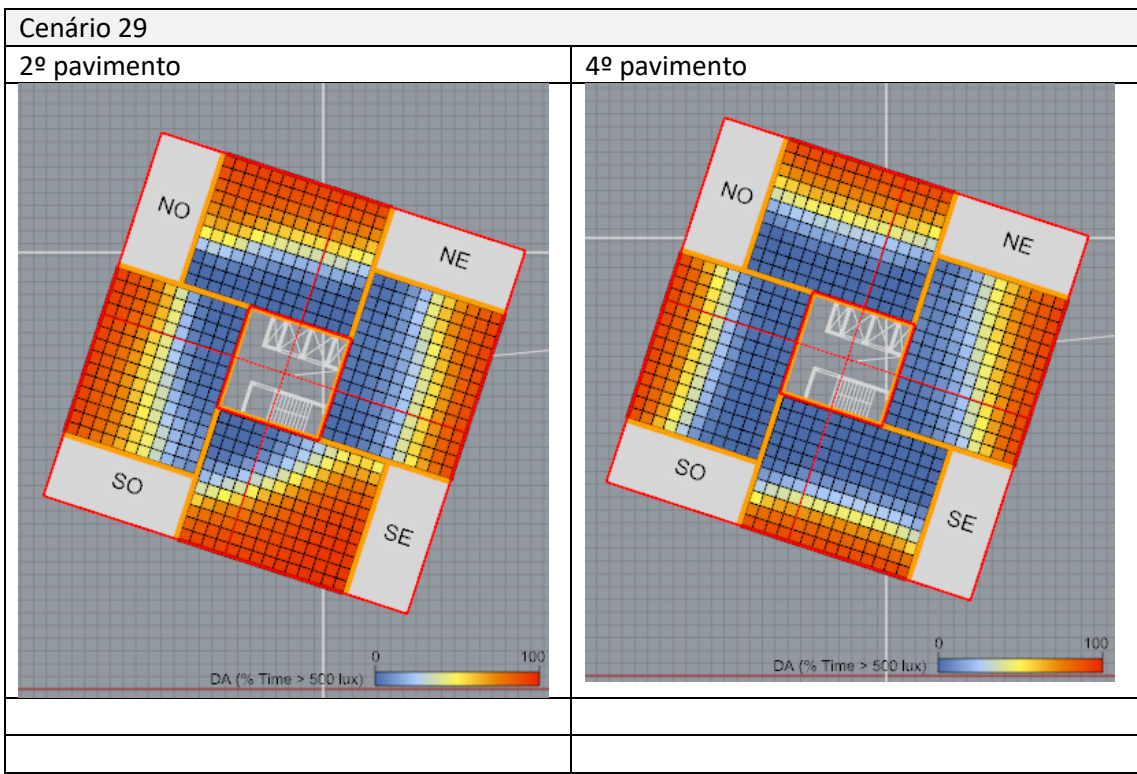 Cenário 29
2º pavimento
4º pavimento
NO
NE
SO
SE
0
100
DA (% Time > 500 lux)
NO
NE
SO
SE
0
100
DA (% Time > 500 lux)